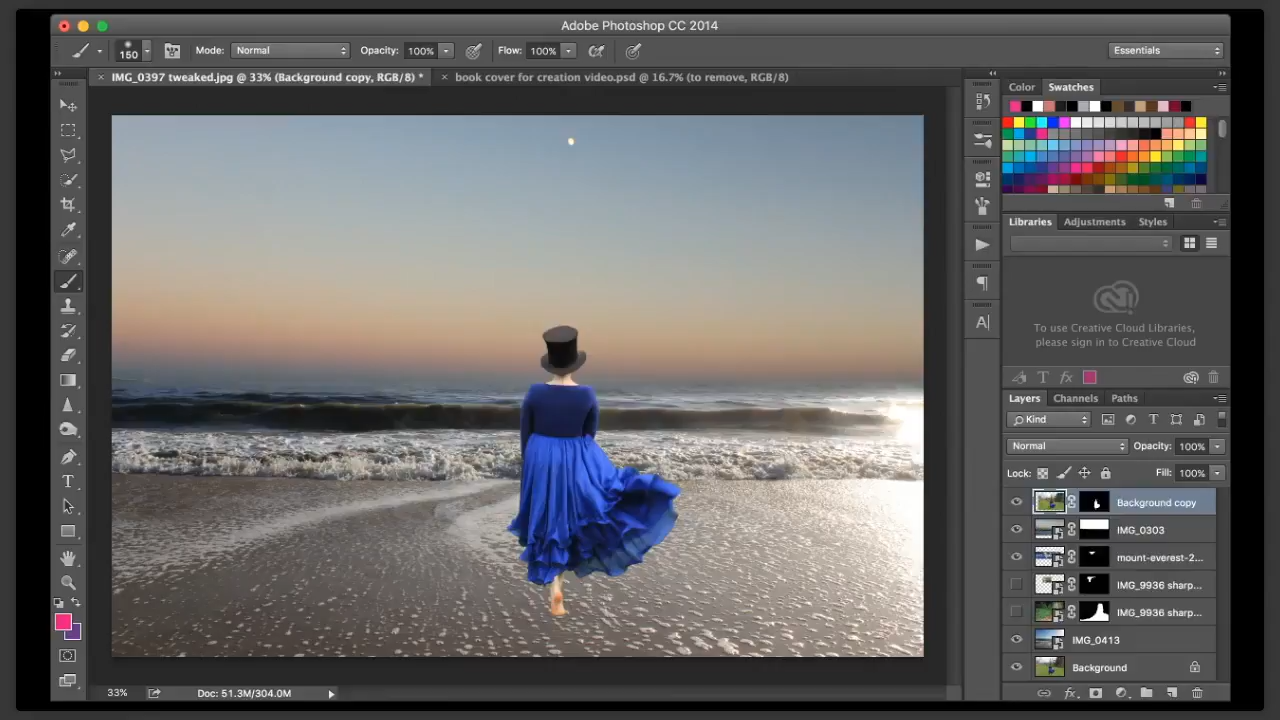 Adobe Photoshop CC 2014
150 Mode: Normal Opacity: 100% Flow: 100% Essentials
× IMG_0397 tweaked.jpg @ 33% (Background copy, RGB/8) * × book cover for creation video.psd @ 16.7% (to remove, RGB/8)
Color Swatches
Libraries Adjustments Styles
To use Creative Cloud Libraries,
please sign in to Creative Cloud
Layers Channels Paths
Kind
Normal Opacity: 100%
Lock: Fill: 100%
Background copy
IMG_0303
mount-everest-2...
IMG_9936 sharp...
IMG_9936 sharp...
IMG_0413
Background
33% Doc: 51.3M/304.0M